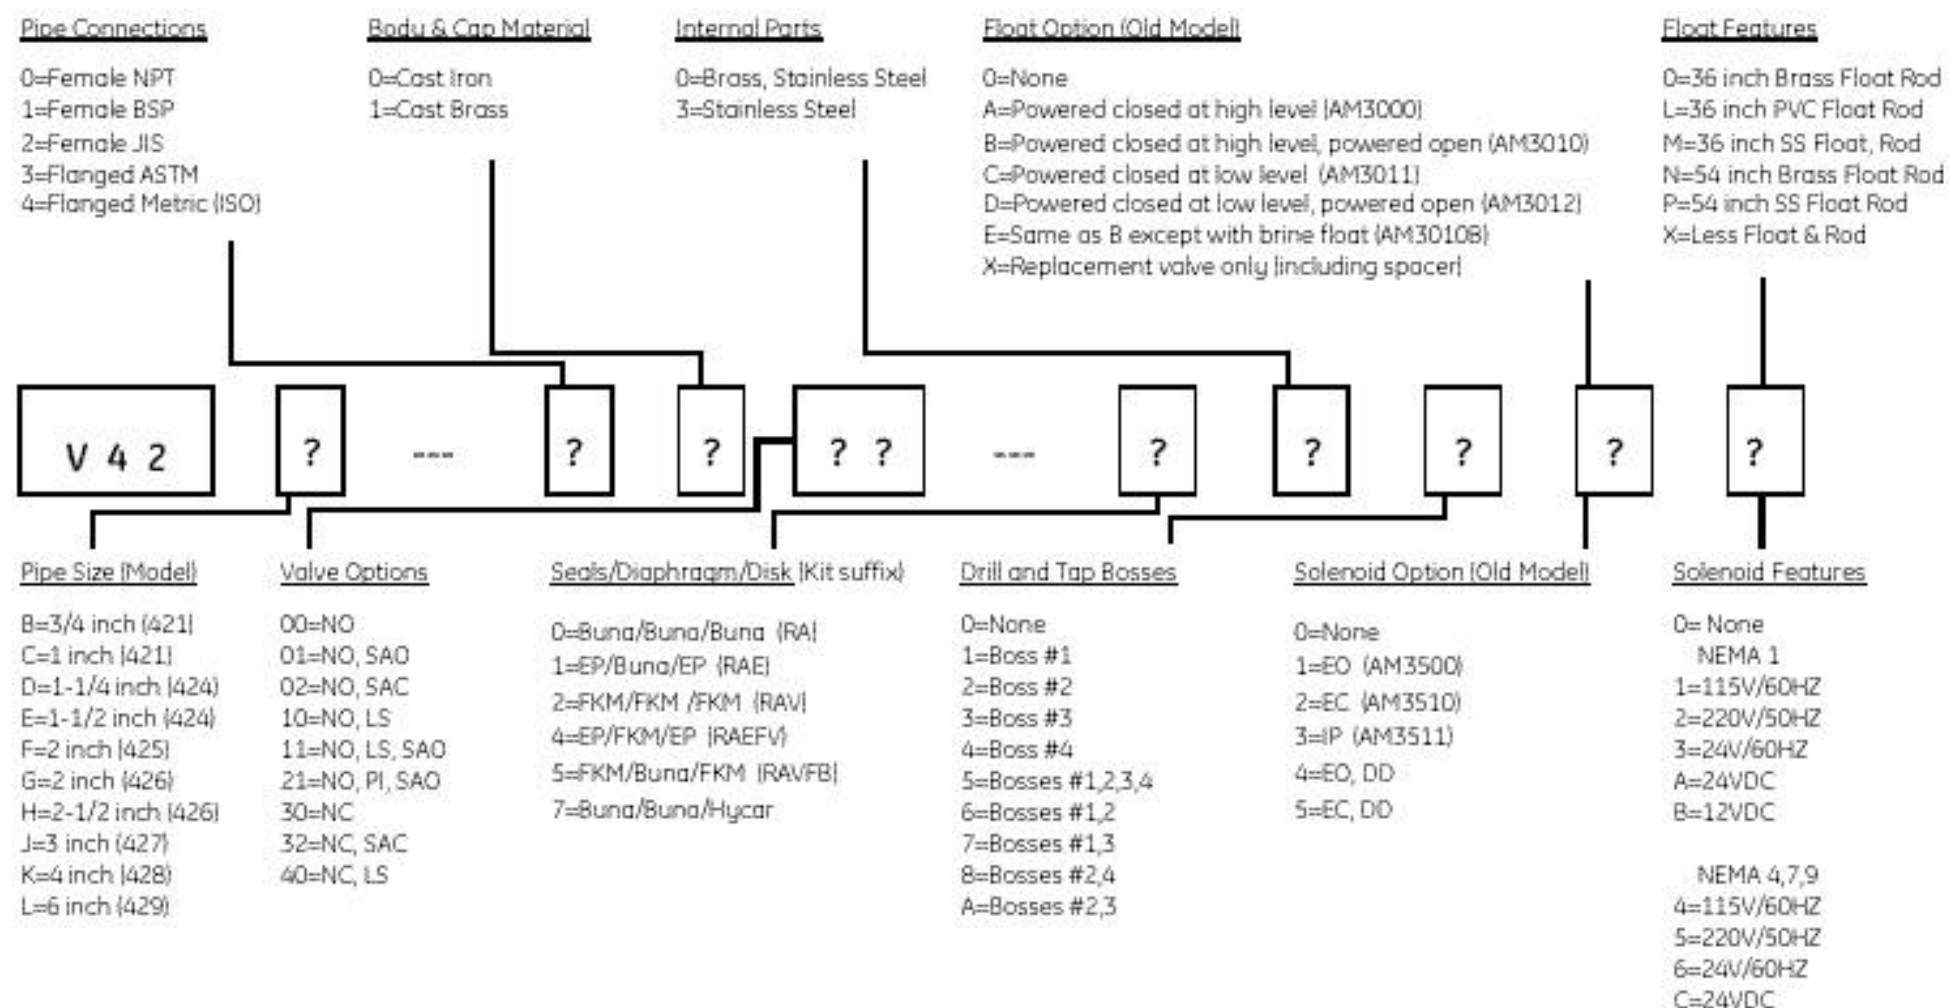 Pipe Connections
0=Female NPT
1=Female BSP
2=Female JIS
3=Flanged ASTM
4=Flanged Metric (ISO)
Body & Cap Material
0=Cast Iron
1=Cast Brass
Internal Parts
0=Brass, Stainless Steel
3=Stainless Steel
Float Option (Old Model)
0=None
A=Powered closed at high level (AM3000)
B=Powered closed at high level, powered open (AM3010)
C=Powered closed at low level (AM3011)
D=Powered closed at low level, powered open (AM3012)
E=Same as B except with brine float (AM3010B)
X=Replacement valve only (including spacer)
Float Features
0=36 inch Brass Float Rod
L=36 inch PVC Float Rod
M=36 inch SS Float, Rod
N=54 inch Brass Float Rod
P=54 inch SS Float Rod
X=Less Float & Rod
V 4 2 ? --- ? ? ? ? --- ? ? ? ? ?
Pipe Size (Model)
B=3/4 inch (421)
C=1 inch (421)
D=1-1/4 inch (424)
E=1-1/2 inch (424)
F=2 inch (425)
G=2 inch (426)
H=2-1/2 inch (426)
J=3 inch (427)
K=4 inch (428)
L=6 inch (429)
Valve Options
00=NO
01=NO, SAO
02=NO, SAC
10=NO, LS
11=NO, LS, SAO
21=NO, PI, SAO
30=NC
32=NC, SAC
40=NC, LS
Seals/Diaphragm/Disk (Kit suffix)
0=Buna/Buna/Buna (RA)
1=EP/Buna/EP (RAE)
2=FKM/FKM /FKM (RAV)
4=EP/FKM/EP (RAEFV)
5=FKM/Buna/FKM (RAVFB)
7=Buna/Buna/Hycar
Drill and Tap Bosses
0=None
1=Boss #1
2=Boss #2
3=Boss #3
4=Boss #4
5=Bosses #1,2,3,4
6=Bosses #1,2
7=Bosses #1,3
8=Bosses #2,4
A=Bosses #2,3
Solenoid Option (Old Model)
0=None
1=EO (AM3500)
2=EC (AM3510)
3=IP (AM3511)
4=EO, DD
5=EC, DD
Solenoid Features
0= None
NEMA 1
1=115V/60HZ
2=220V/50HZ
3=24V/60HZ
A=24VDC
B=12VDC
NEMA 4,7,9
4=115V/60HZ
5=220V/50HZ
6=24V/60HZ
C=24VDC